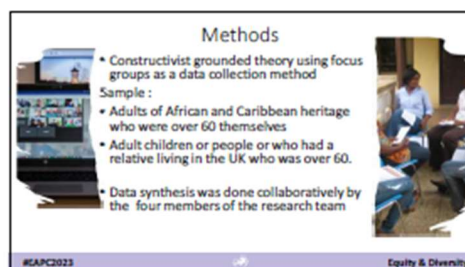 Methods
• Constructivist grounded theory using focus
groups as a data collection method
Sample :
• Adults of African and Caribbean heritage
who were over 60 themselves
• Adult children or people or who had a
relative living in the UK who was over 60.
• Data synthesis was done collaboratively by
the four members of the research team
#EAPC2023
Equity & Diversit